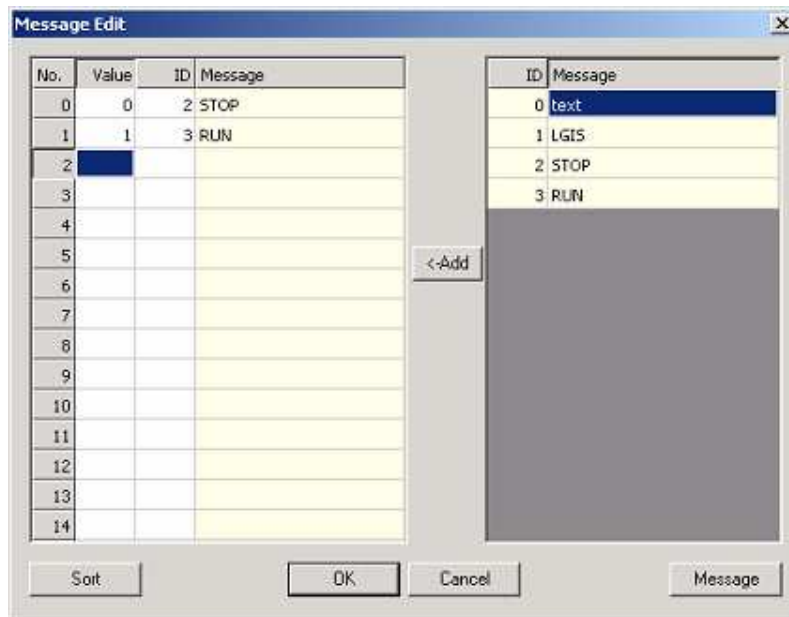 Message Edit
No. Value ID Message
0 0 2 STOP
1 1 3 RUN
2
3
4
5
6
7
8
9
10
11
12
13
14
<-Add
ID Message
0 text
1 LGIS
2 STOP
3 RUN
Sort OK Cancel Message